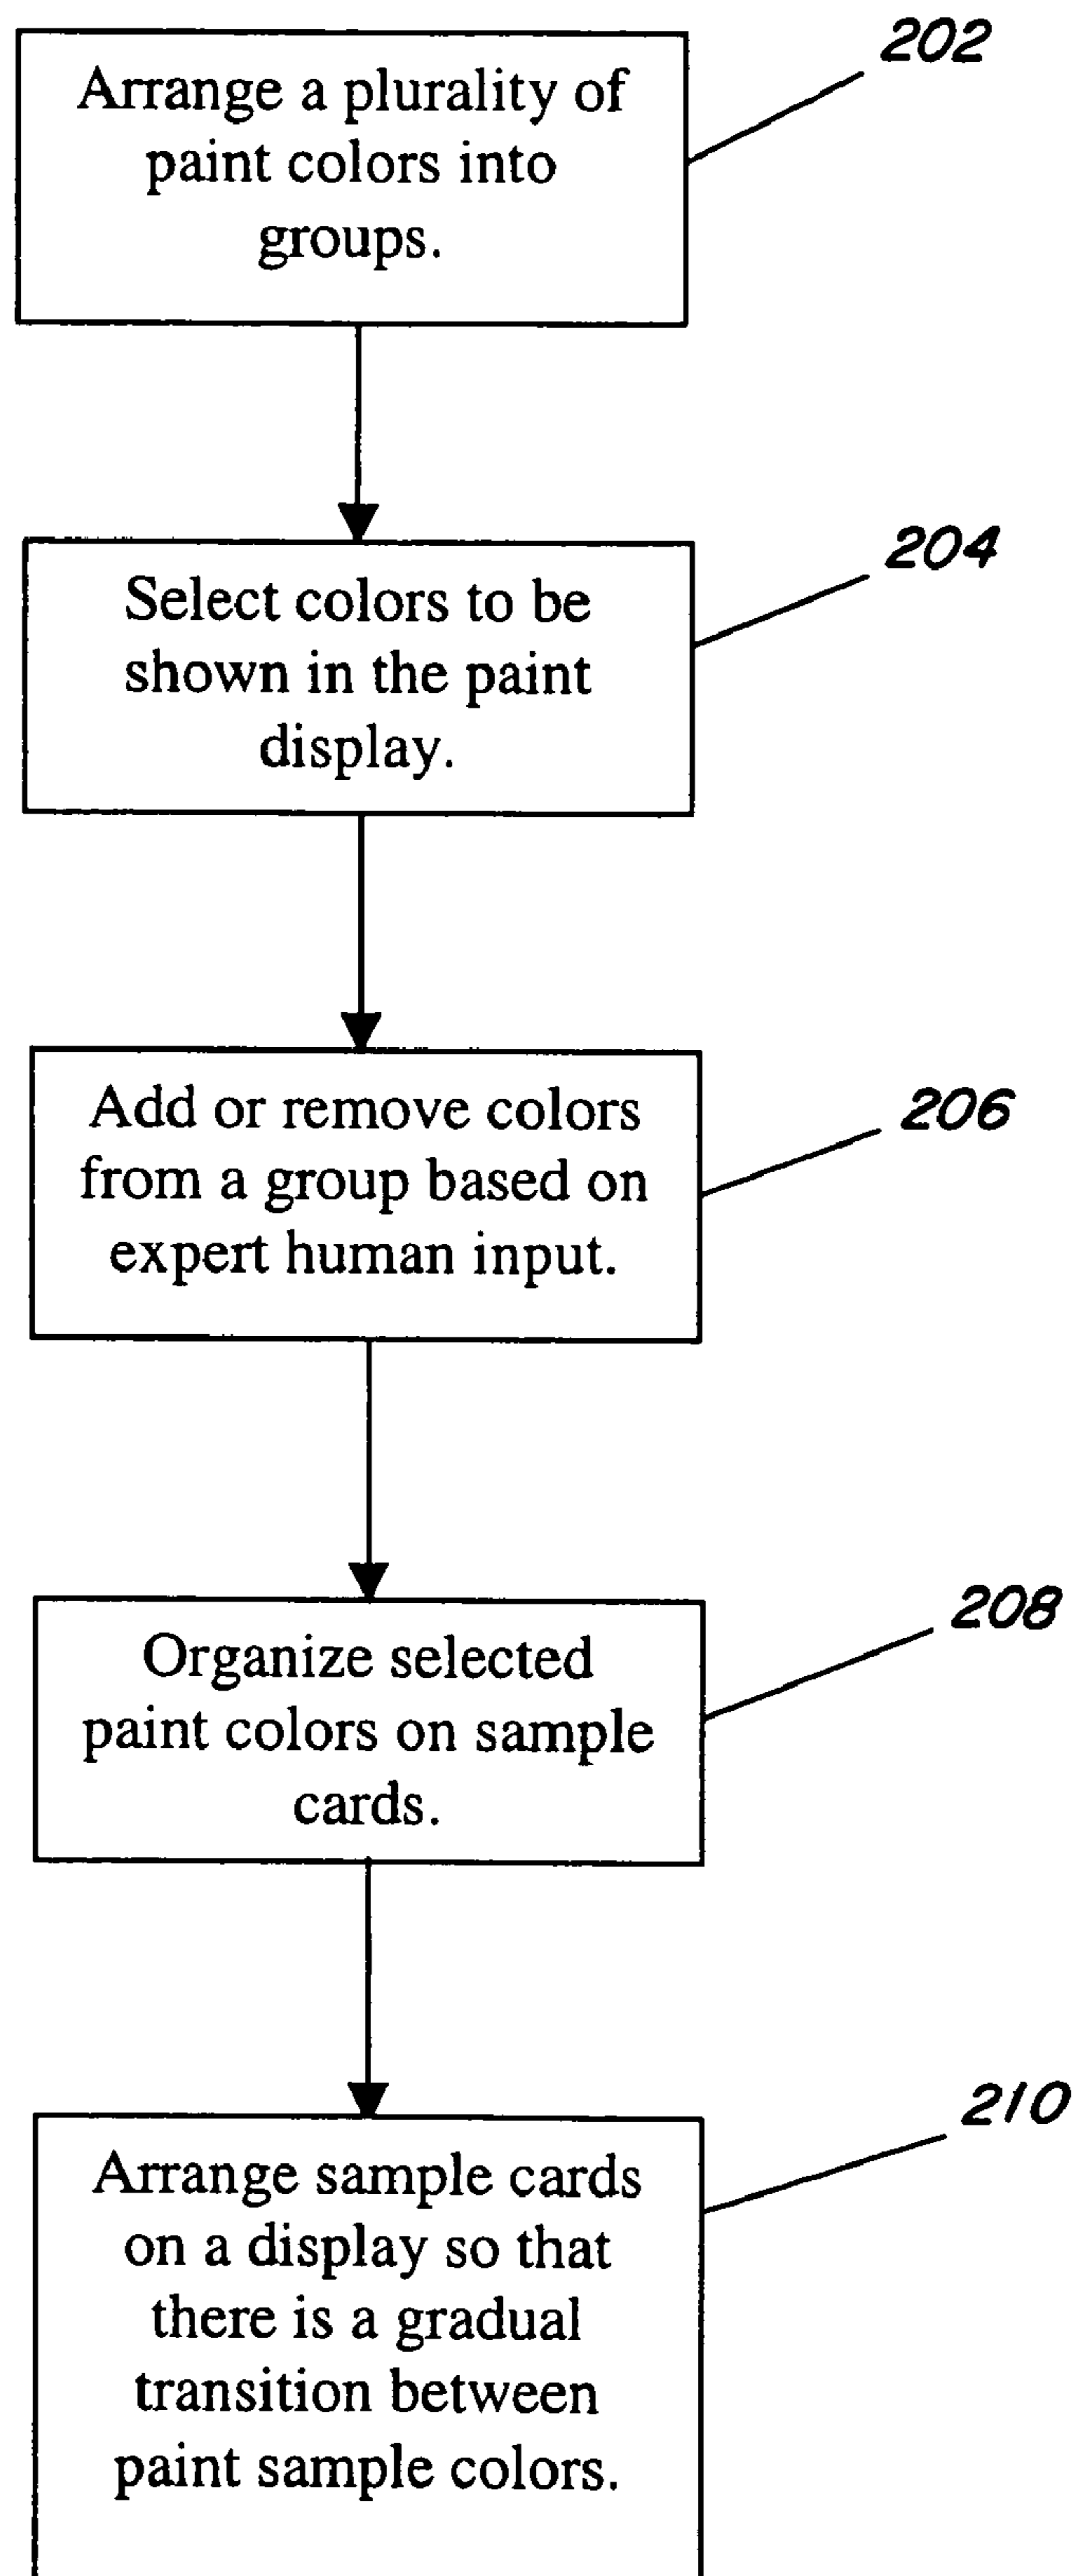 202
Arrange a plurality of
paint colors into
groups.
204
Select colors to be
shown in the paint
display.
206
Add or remove colors
from a group based on
expert human input.
208
Organize selected
paint colors on sample
cards.
210
Arrange sample cards
on a display so that
there is a gradual
transition between
paint sample colors.